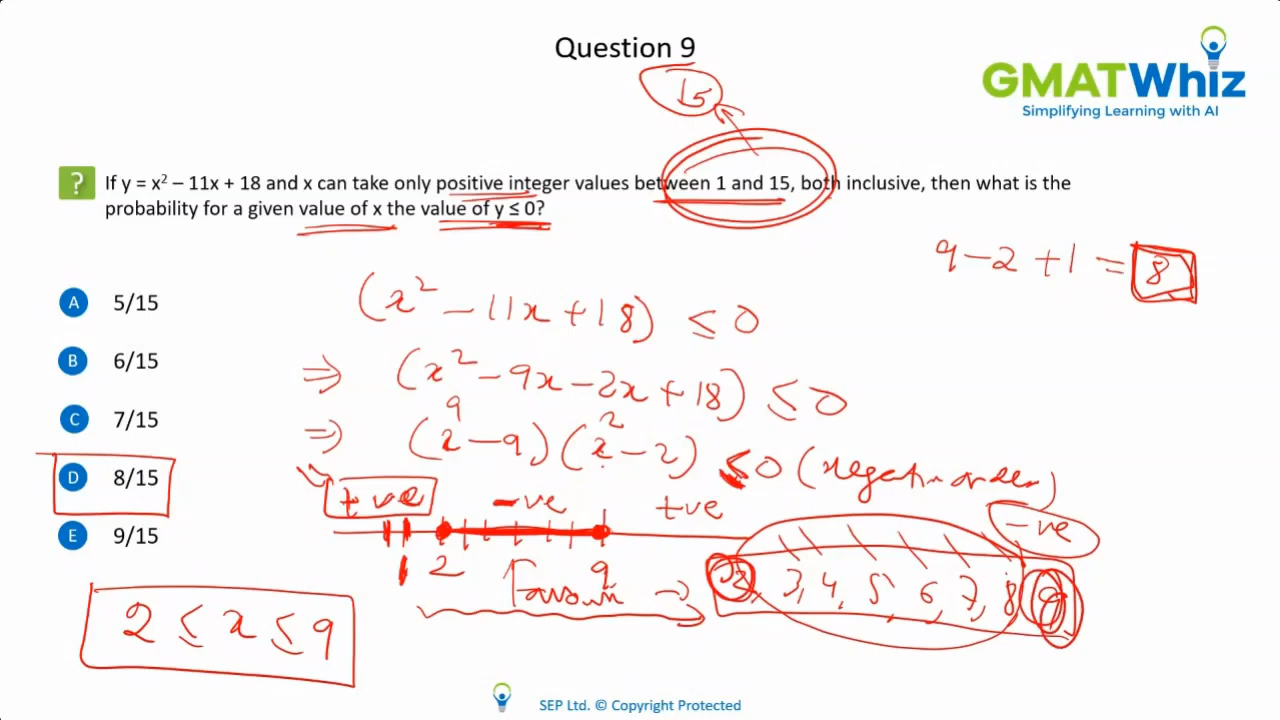 Question 9
GMATWhiz
Simplifying Learning with AI
15
? If y = x² – 11x + 18 and x can take only positive integer values between 1 and 15, both inclusive, then what is the
probability for a given value of x the value of y ≤ 0?
9 - 2 + 1 = 8
A 5/15
(x² - 11x + 18) ≤ 0
B 6/15
⇒ (x² - 9x - 2x + 18) ≤ 0
C 7/15
9 2
⇒ (x - 9)(x - 2) ≤ 0
D 8/15
+ve -ve +ve
-ve
E 9/15
2 9
Favour → 2, 3, 4, 5, 6, 7, 8, 9
2 ≤ x ≤ 9
SEP Ltd. © Copyright Protected